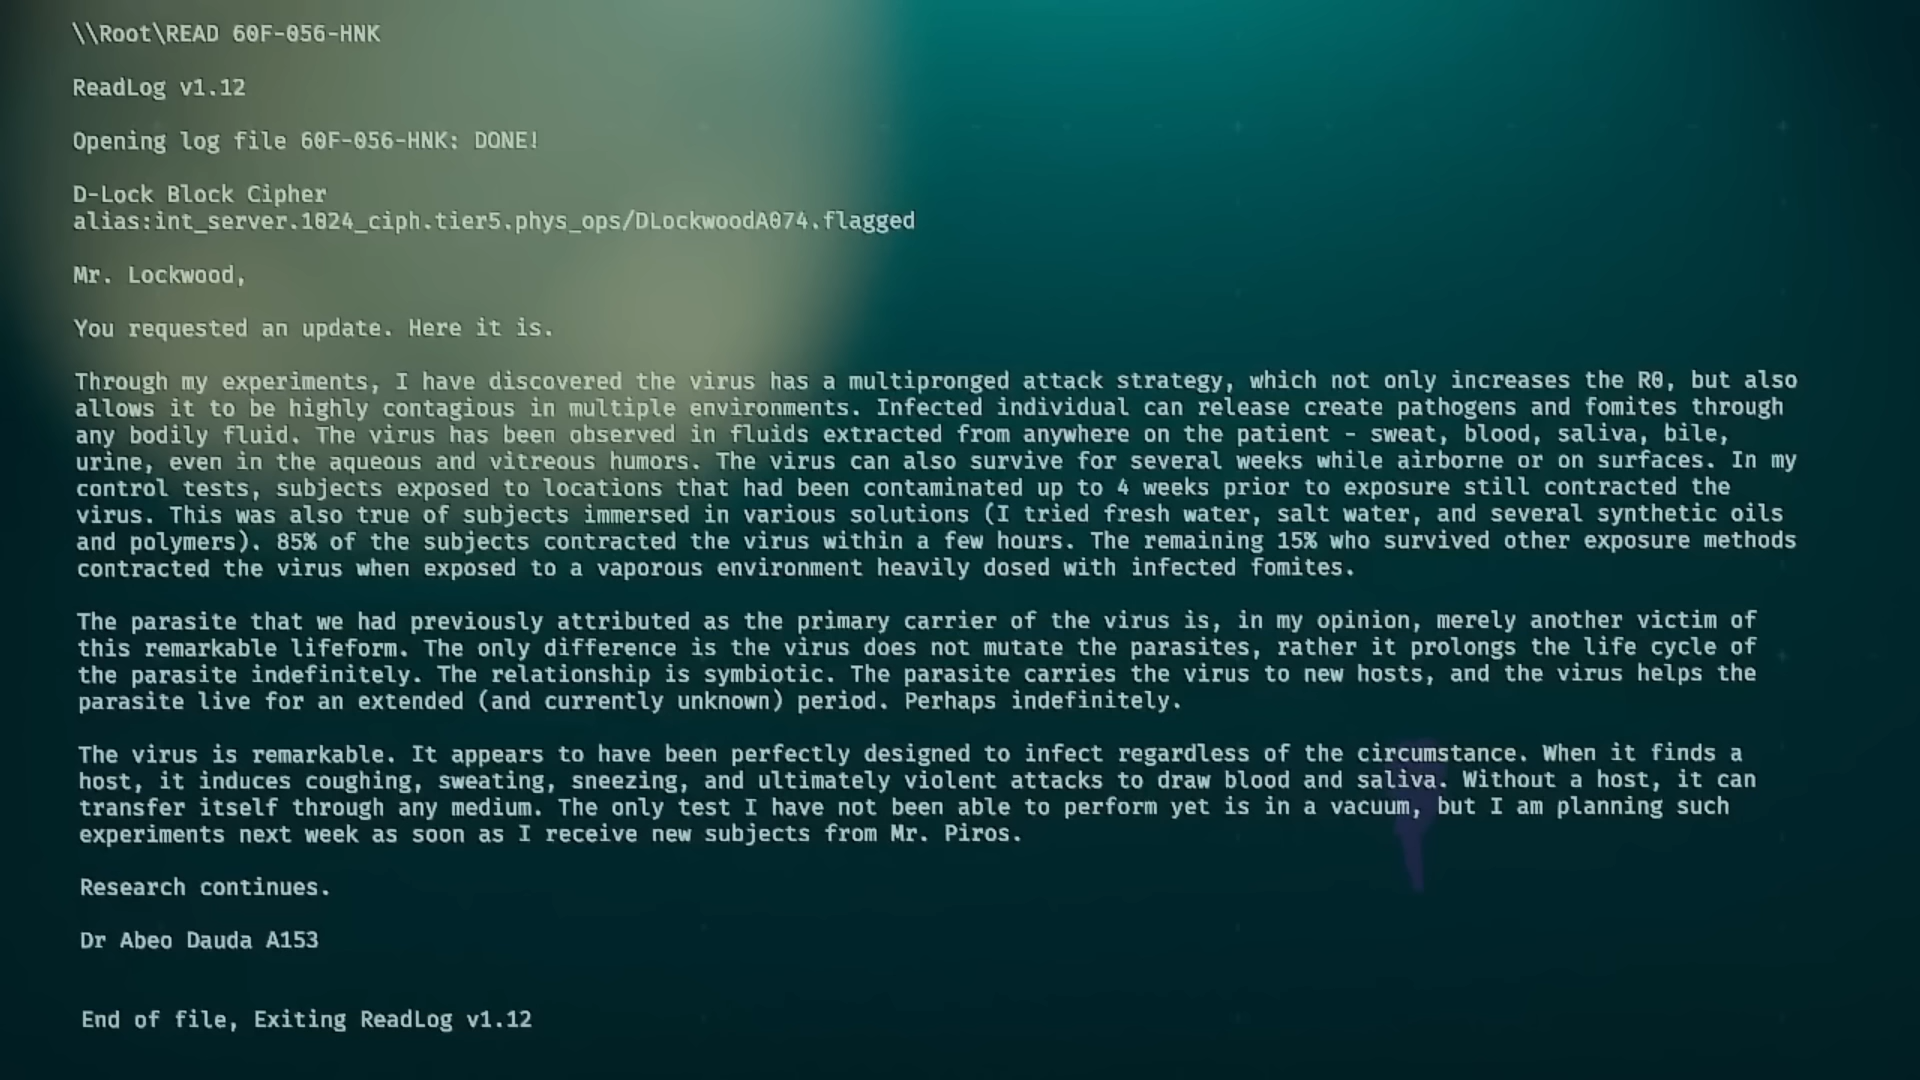 \\Root\READ 60F-056-HNK
ReadLog v1.12
Opening log file 60F-056-HNK: DONE!
D-Lock Block Cipher
alias:int_server.1024_ciph.tier5.phys_ops/DLockwoodA074.flagged
Mr. Lockwood,
You requested an update. Here it is.
Through my experiments, I have discovered the virus has a multipronged attack strategy, which not only increases the R0, but also
allows it to be highly contagious in multiple environments. Infected individual can release create pathogens and fomites through
any bodily fluid. The virus has been observed in fluids extracted from anywhere on the patient - sweat, blood, saliva, bile,
urine, even in the aqueous and vitreous humors. The virus can also survive for several weeks while airborne or on surfaces. In my
control tests, subjects exposed to locations that had been contaminated up to 4 weeks prior to exposure still contracted the
virus. This was also true of subjects immersed in various solutions (I tried fresh water, salt water, and several synthetic oils
and polymers). 85% of the subjects contracted the virus within a few hours. The remaining 15% who survived other exposure methods
contracted the virus when exposed to a vaporous environment heavily dosed with infected fomites.
The parasite that we had previously attributed as the primary carrier of the virus is, in my opinion, merely another victim of
this remarkable lifeform. The only difference is the virus does not mutate the parasites, rather it prolongs the life cycle of
the parasite indefinitely. The relationship is symbiotic. The parasite carries the virus to new hosts, and the virus helps the
parasite live for an extended (and currently unknown) period. Perhaps indefinitely.
The virus is remarkable. It appears to have been perfectly designed to infect regardless of the circumstance. When it finds a
host, it induces coughing, sweating, sneezing, and ultimately violent attacks to draw blood and saliva. Without a host, it can
transfer itself through any medium. The only test I have not been able to perform yet is in a vacuum, but I am planning such
experiments next week as soon as I receive new subjects from Mr. Piros.
Research continues.
Dr Abeo Dauda A153
End of file, Exiting ReadLog v1.12